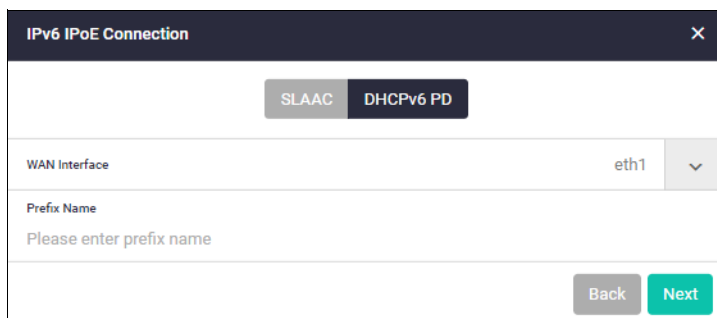 IPv6 IPoE Connection
SLAAC DHCPv6 PD
WAN Interface eth1
Prefix Name
Please enter prefix name
Back Next